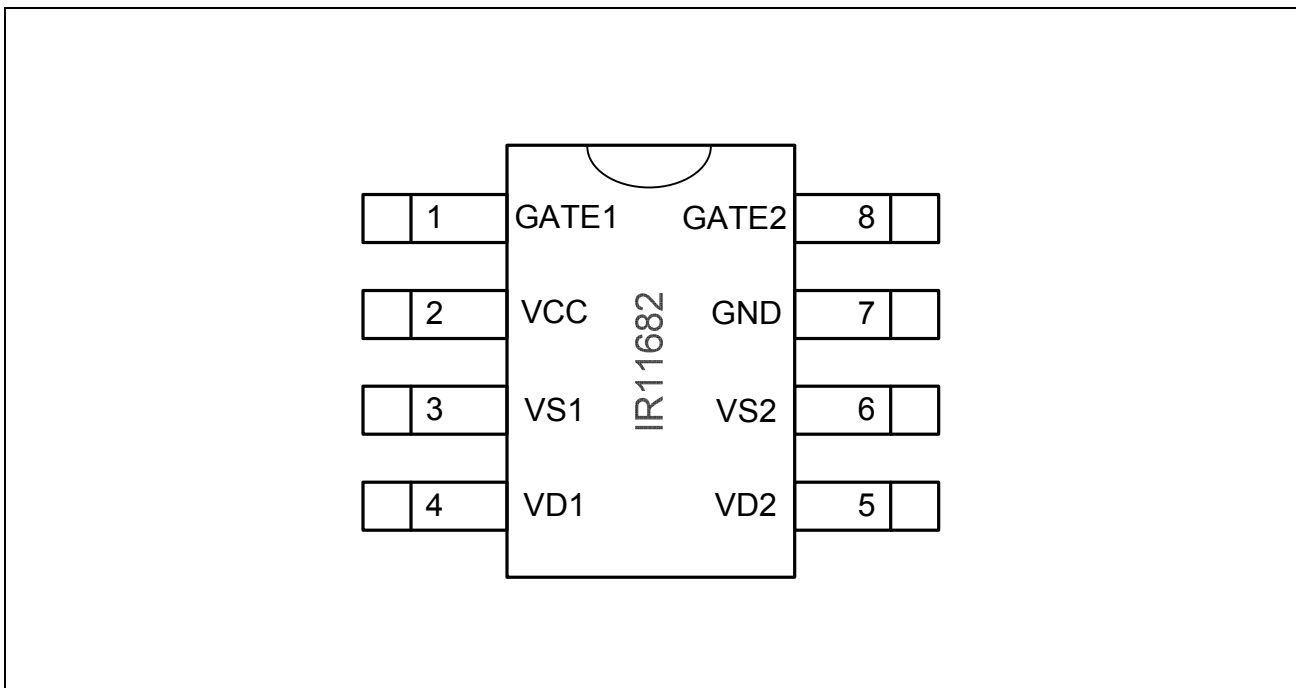 1 GATE1 GATE2 8
2 VCC GND 7
3 VS1 VS2 6
4 VD1 VD2 5
IR11682